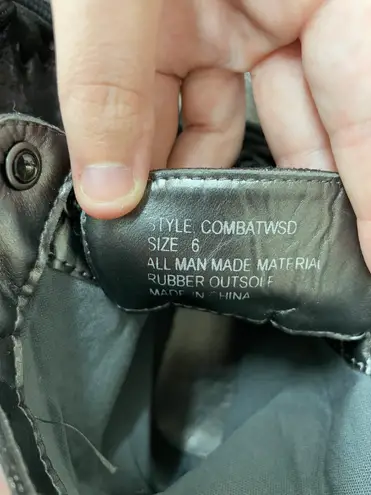 STYLE: COMBATWSD
SIZE 6
ALL MAN MADE MATERIAL
RUBBER OUTSOLE
MADE IN CHINA